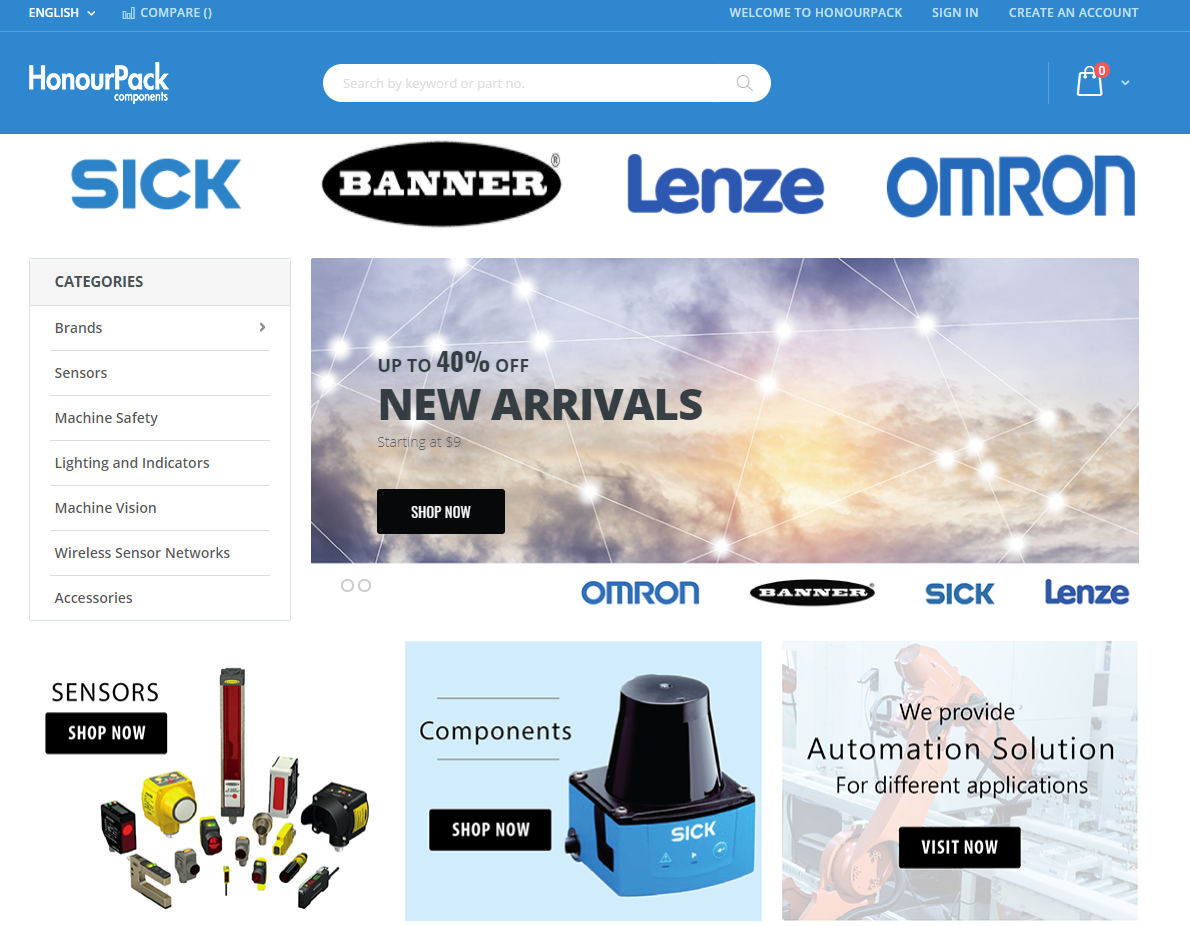 ENGLISH
COMPARE ()
WELCOME TO HONOURPACK
SIGN IN
CREATE AN ACCOUNT
HonourPack
components
Search by keyword or part no.
0
SICK
BANNER®
Lenze
OMRON
CATEGORIES
Brands
Sensors
Machine Safety
Lighting and Indicators
Machine Vision
Wireless Sensor Networks
Accessories
UP TO 40% OFF
NEW ARRIVALS
Starting at $9
SHOP NOW
OMRON
BANNER
SICK
Lenze
SENSORS
SHOP NOW
Components
SHOP NOW
SICK
We provide
Automation Solution
For different applications
VISIT NOW